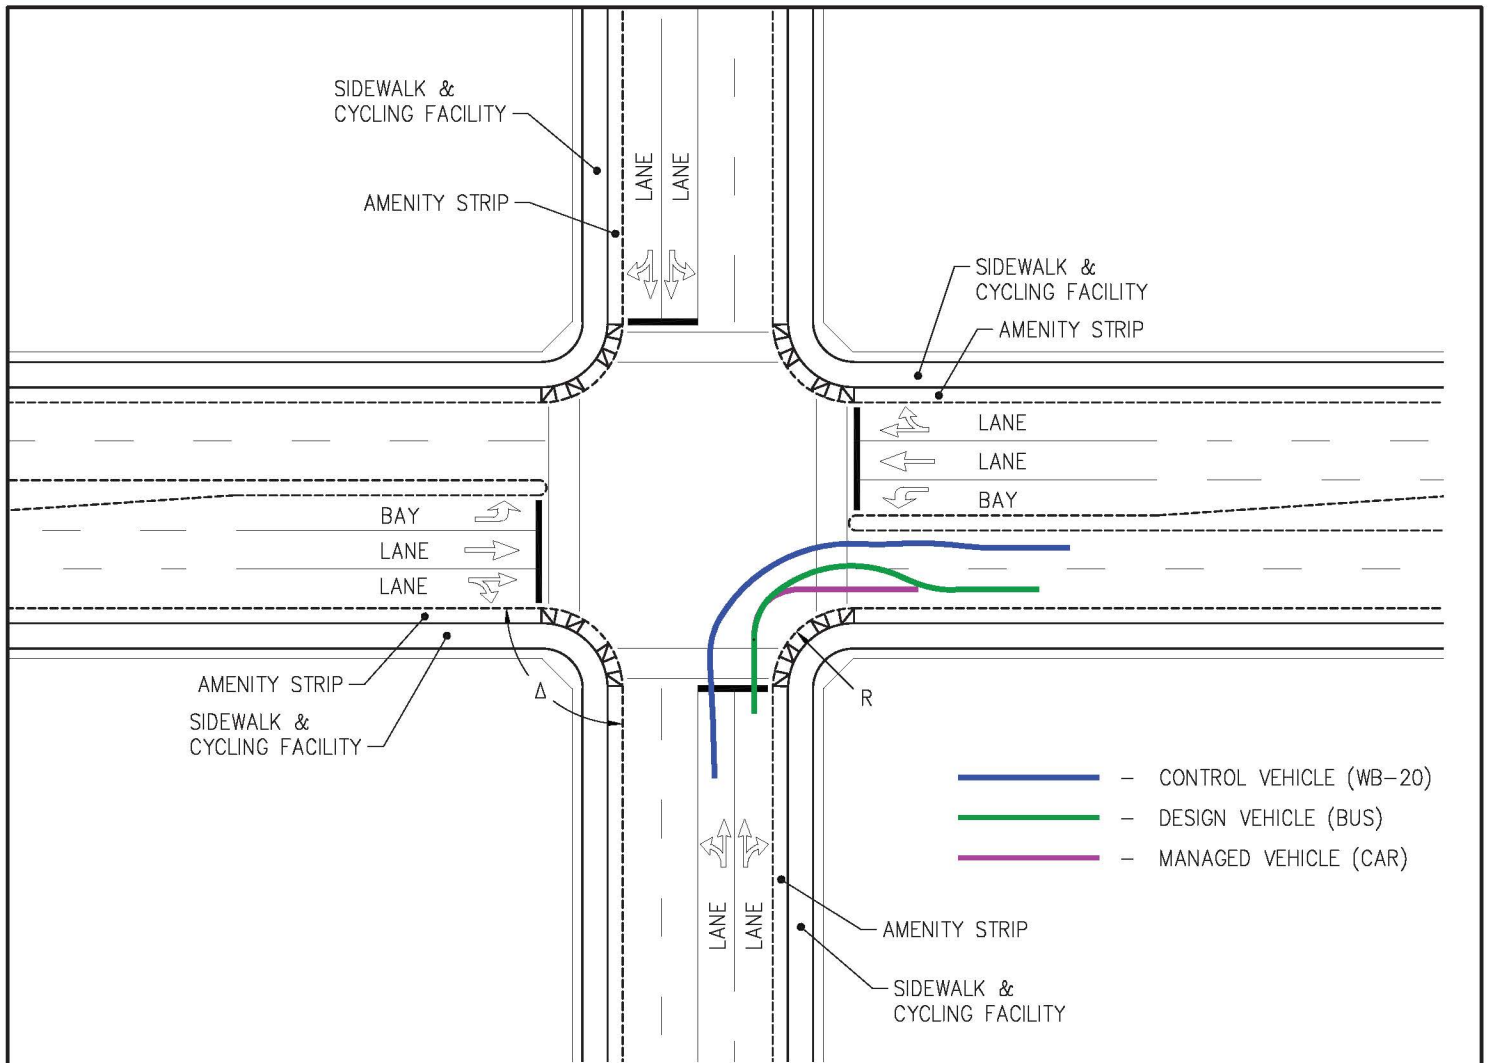 SIDEWALK &
CYCLING FACILITY
AMENITY STRIP
LANE
LANE
SIDEWALK &
CYCLING FACILITY
AMENITY STRIP
LANE
LANE
BAY
BAY
LANE
LANE
AMENITY STRIP
SIDEWALK &
CYCLING FACILITY
Δ
R
- CONTROL VEHICLE (WB-20)
- DESIGN VEHICLE (BUS)
- MANAGED VEHICLE (CAR)
LANE
LANE
AMENITY STRIP
SIDEWALK &
CYCLING FACILITY